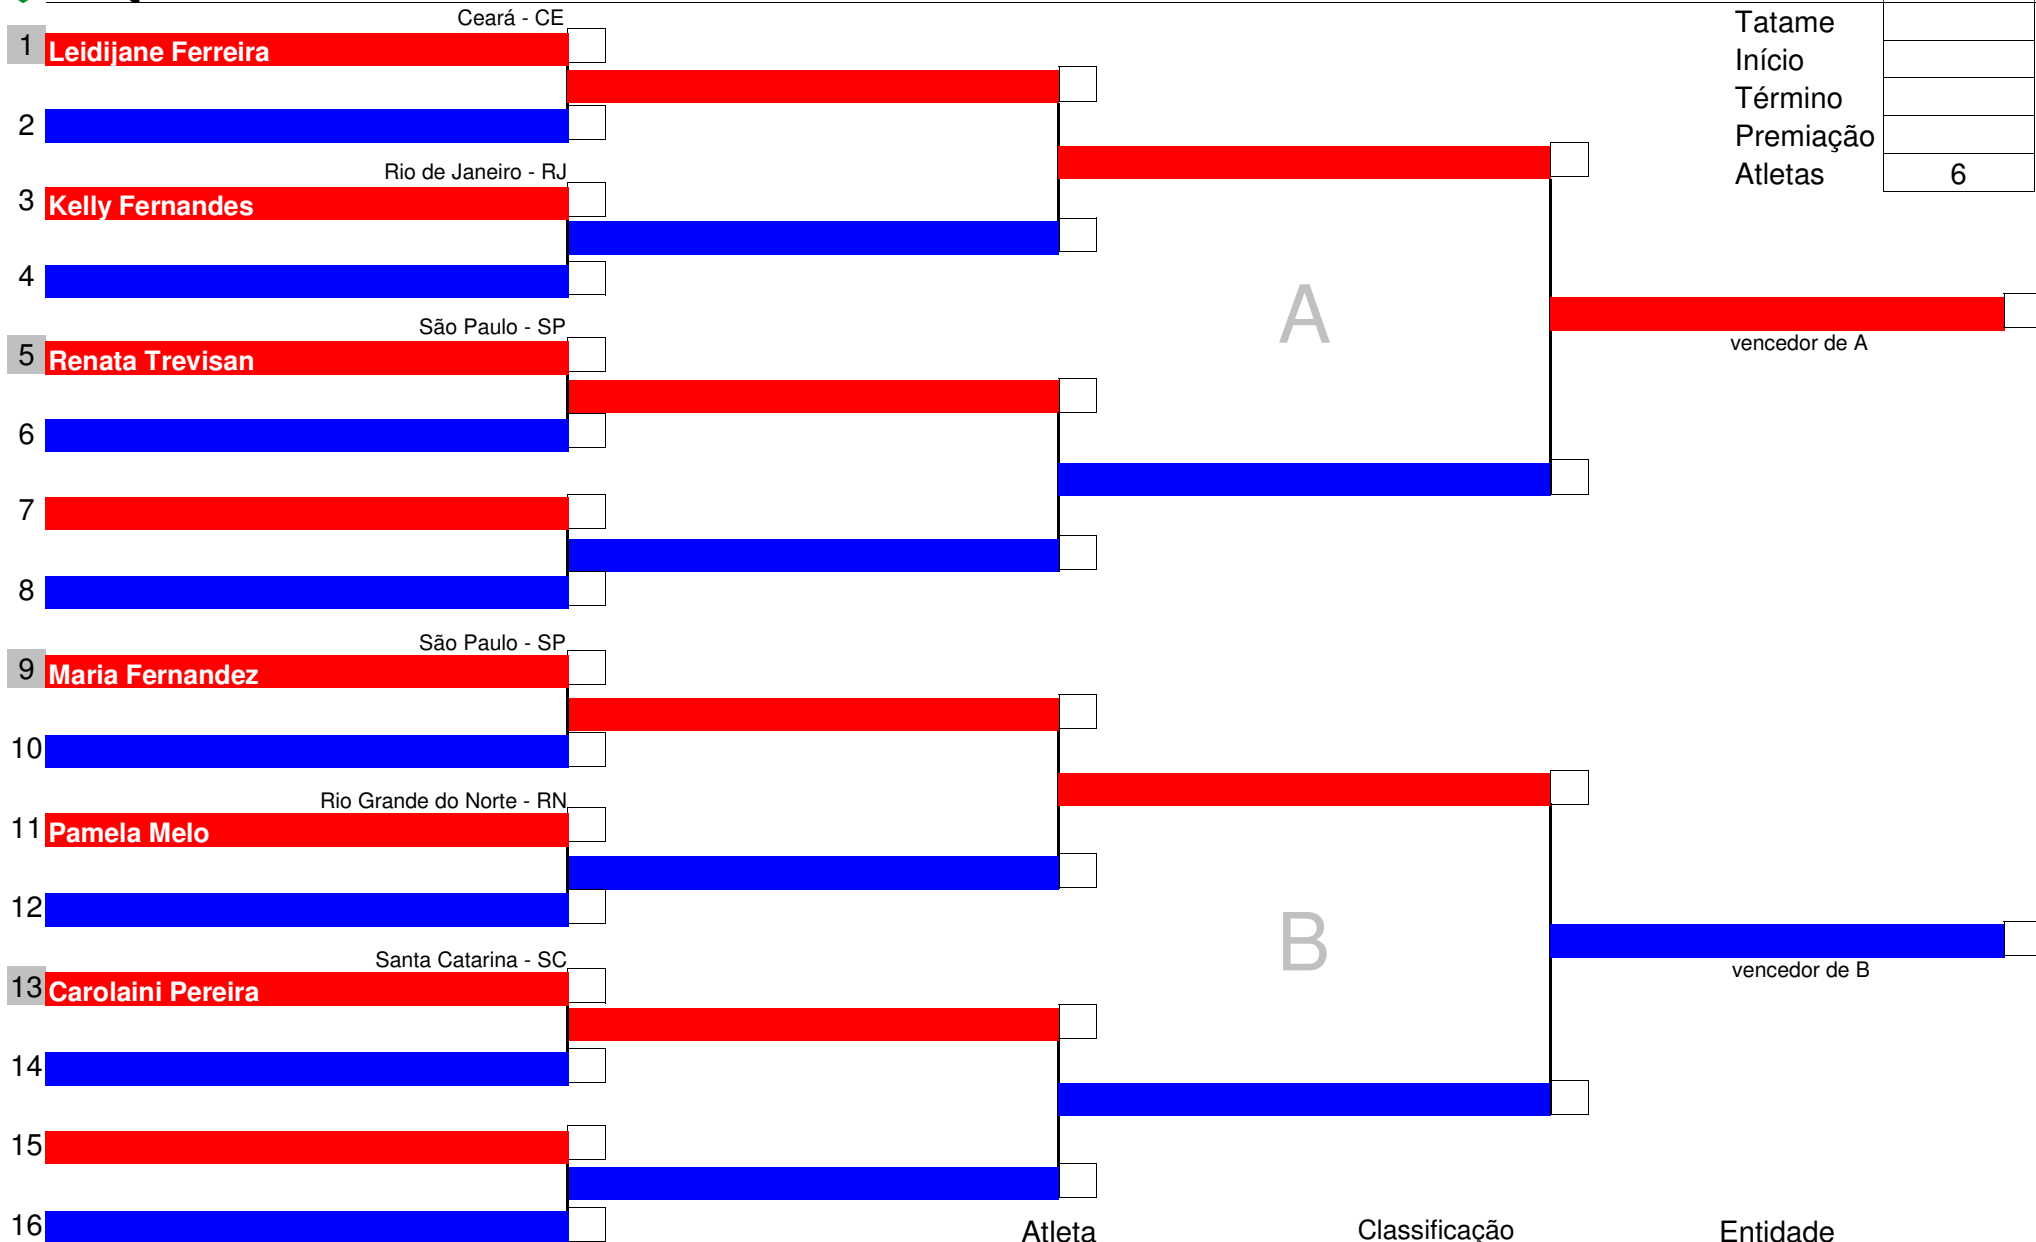 Ceará - CE
Tatame
1 Leidijane Ferreira
Início
Término
2
Premiação
Rio de Janeiro - RJ
Atletas 6
3 Kelly Fernandes
4
A
São Paulo - SP
vencedor de A
5 Renata Trevisan
6
7
8
São Paulo - SP
9 Maria Fernandez
10
Rio Grande do Norte - RN
11 Pamela Melo
12
B
Santa Catarina - SC
vencedor de B
13 Carolaini Pereira
14
15
16
Atleta Classificação Entidade